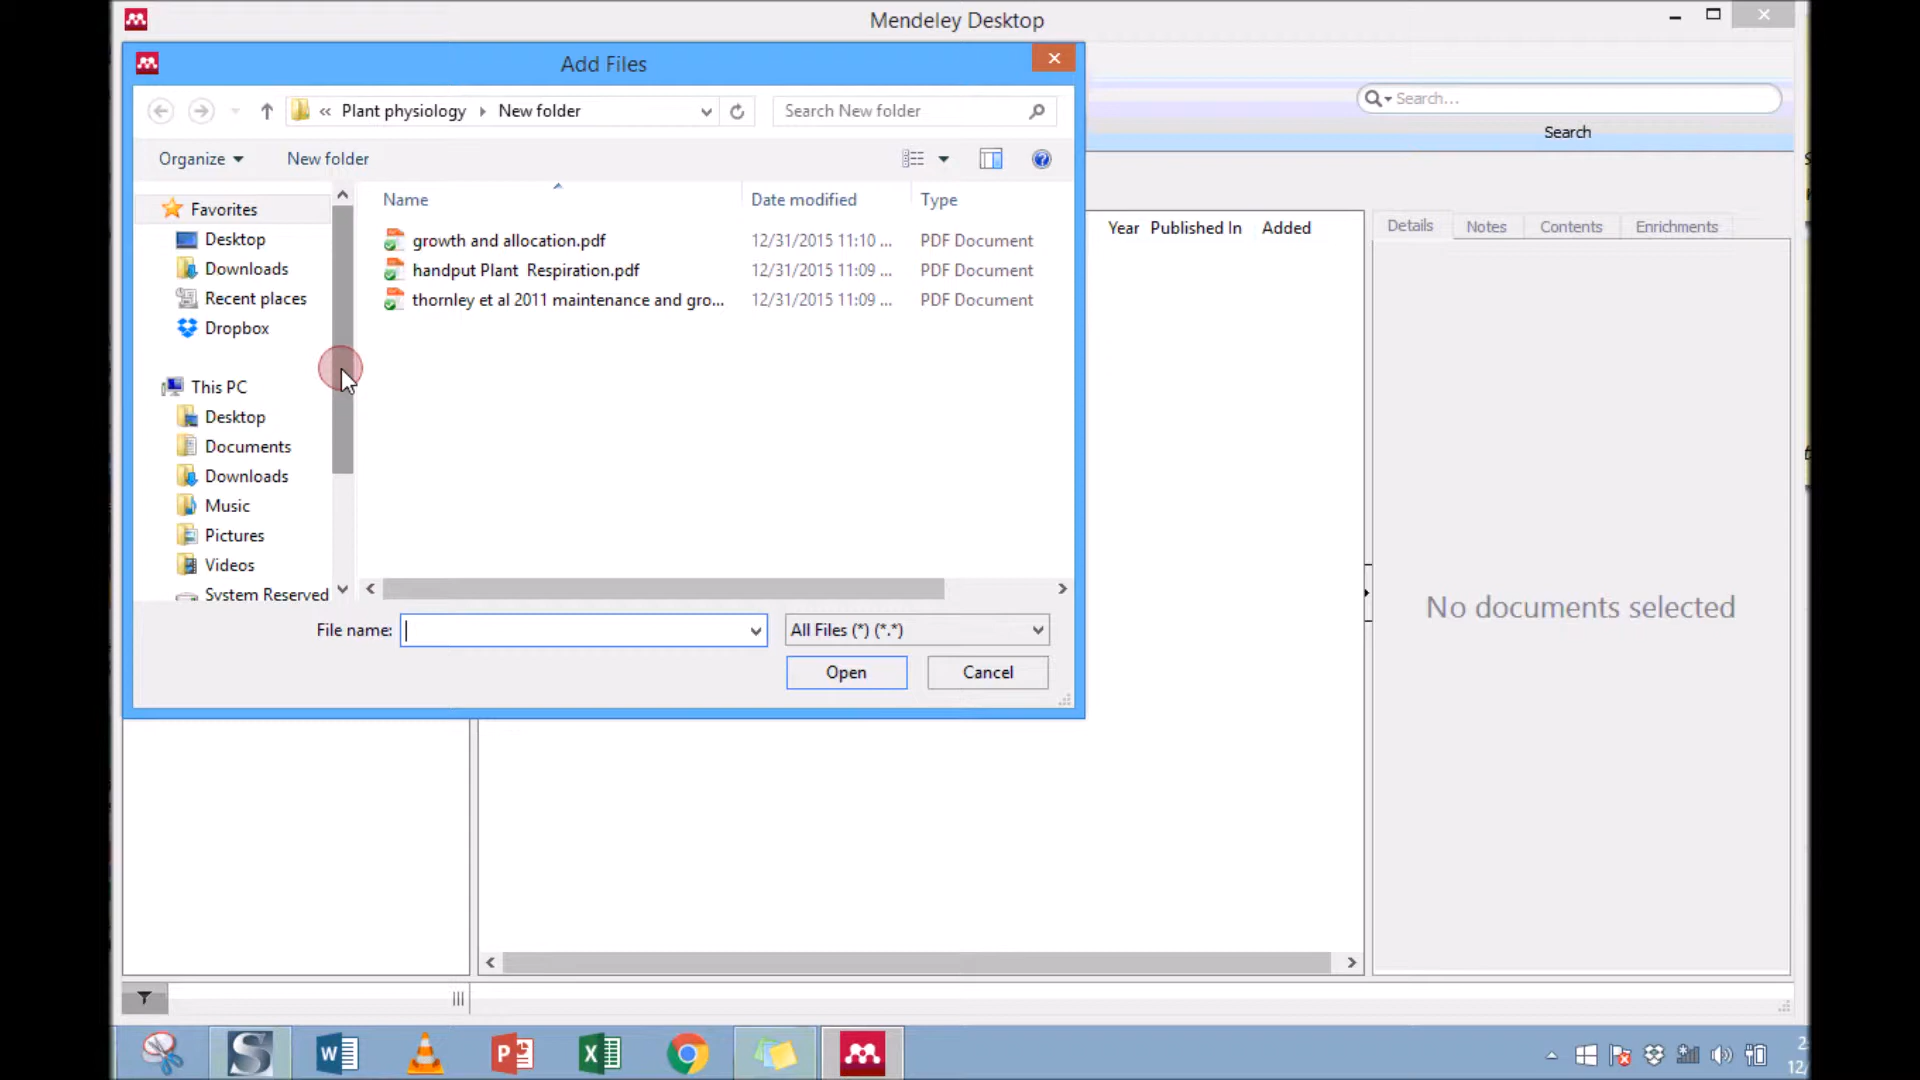 Mendeley Desktop
Add Files
« Plant physiology New folder
Search New folder
Search...
Search
Organize New folder
Name Date modified Type
growth and allocation.pdf 12/31/2015 11:10 ... PDF Document
handput Plant Respiration.pdf 12/31/2015 11:09 ... PDF Document
thornley et al 2011 maintenance and gro... 12/31/2015 11:09 ... PDF Document
Favorites
Desktop
Downloads
Recent places
Dropbox
This PC
Desktop
Documents
Downloads
Music
Pictures
Videos
System Reserved
File name:
All Files (*) (*.*)
Open Cancel
Year Published In Added
Details Notes Contents Enrichments
No documents selected